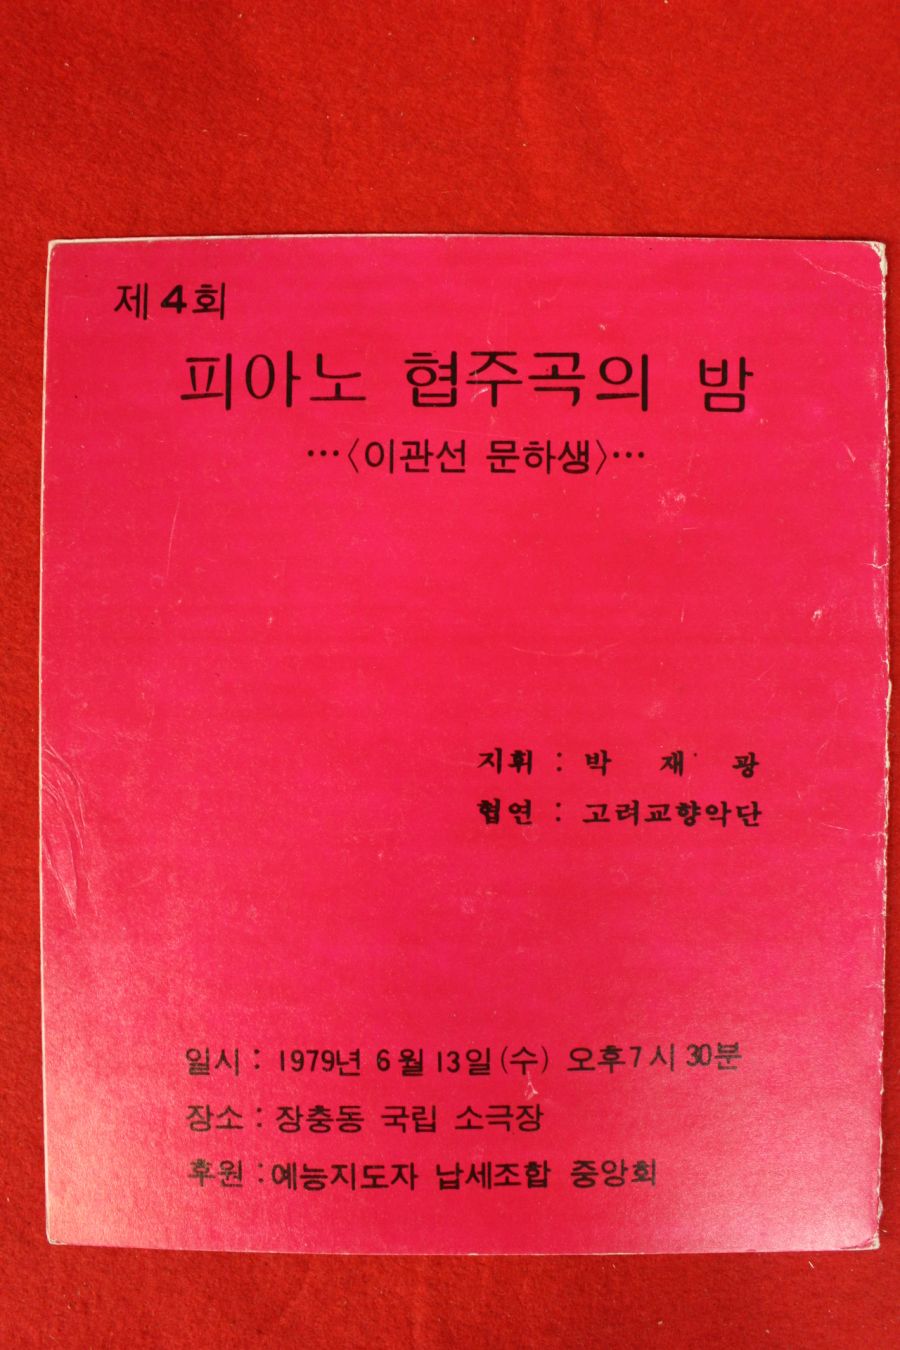 제4회
피아노 협주곡의 밤
…〈이관선 문하생〉…
지휘 : 박 재 광
협연 : 고려교향악단
일시 : 1979년 6월 13일(수) 오후7시 30분
장소 : 장충동 국립 소극장
후원 : 예능지도자 납세조합 중앙회